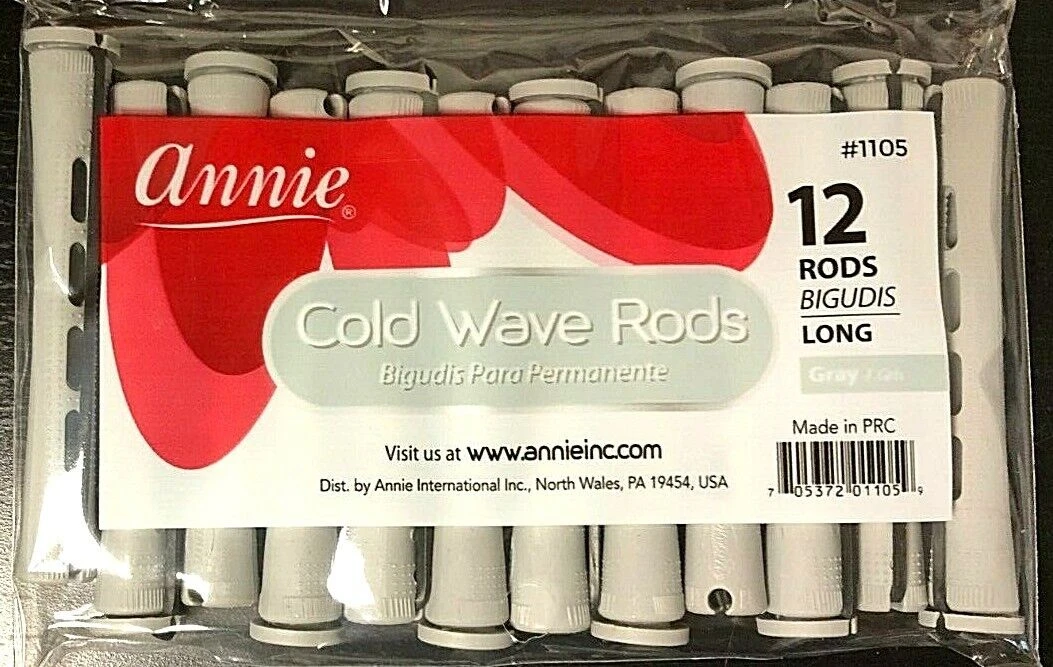 annie®
#1105
12
RODS
BIGUDIS
LONG
Cold Wave Rods
Bigudis Para Permanente
Gray /
Visit us at www.annieinc.com
Made in PRC
Dist. by Annie International Inc., North Wales, PA 19454, USA
7 05372 01105 9